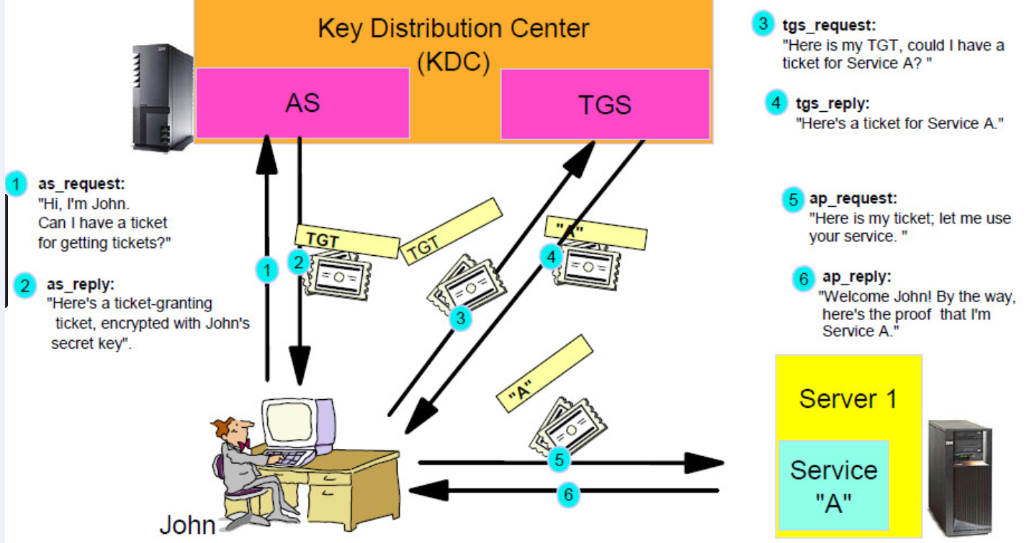 Key Distribution Center
(KDC)
AS
TGS
1
as_request:
"Hi, I'm John.
Can I have a ticket
for getting tickets?"
2
as_reply:
"Here's a ticket-granting
ticket, encrypted with John's
secret key".
3
tgs_request:
"Here is my TGT, could I have a
ticket for Service A? "
4
tgs_reply:
"Here's a ticket for Service A."
5
ap_request:
"Here is my ticket; let me use
your service. "
6
ap_reply:
"Welcome John! By the way,
here's the proof that I'm
Service A."
TGT
TGT
"A"
1
2
3
4
"A"
5
6
John
Server 1
Service
"A"